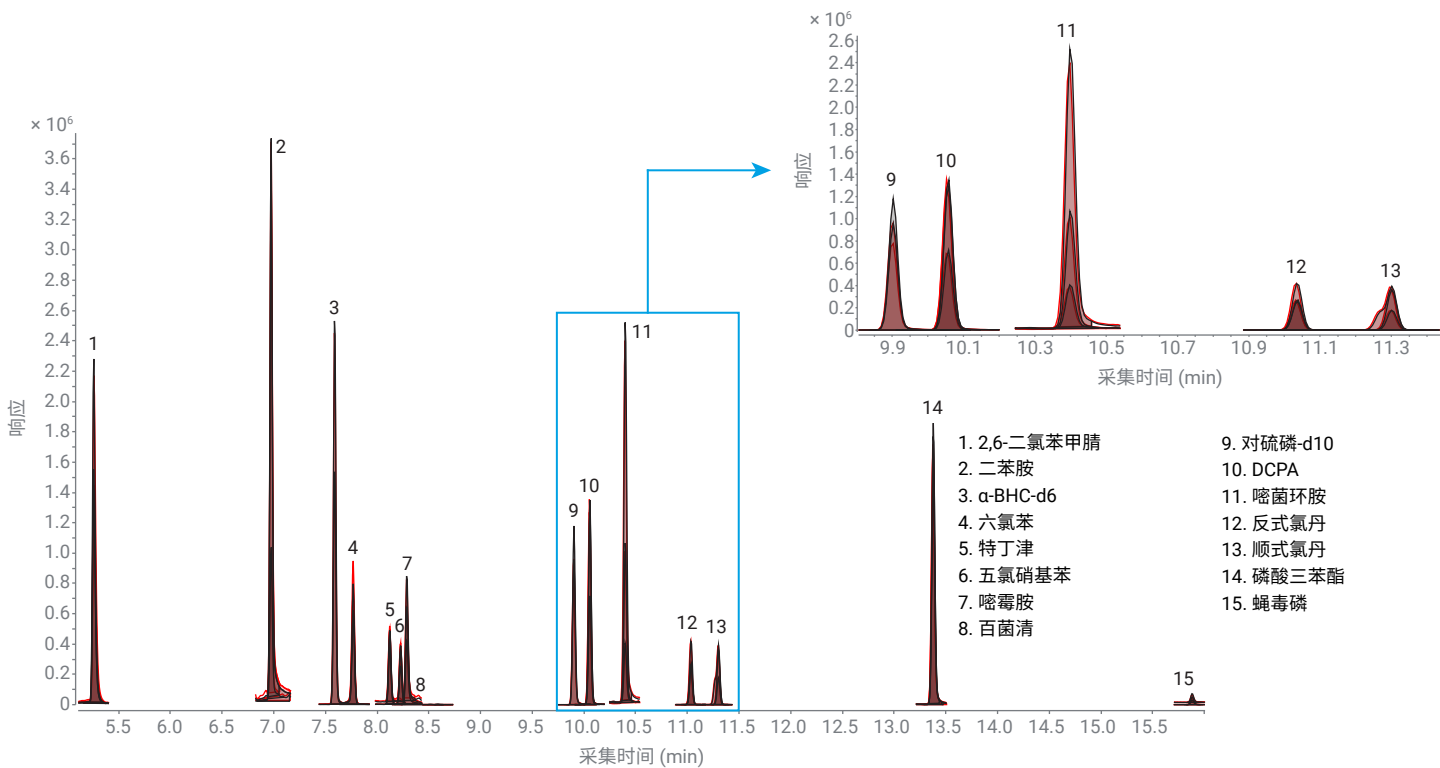 × 10⁶
响应
3.6
3.4
3.2
3.0
2.8
2.6
2.4
2.2
2.0
1.8
1.6
1.4
1.2
1.0
0.8
0.6
0.4
0.2
0
1
2
3
4
5
6
7
8
9
10
11
12
13
14
15
5.5 6.0 6.5 7.0 7.5 8.0 8.5 9.0 9.5 10.0 10.5 11.0 11.5 12.0 12.5 13.0 13.5 14.0 14.5 15.0 15.5
采集时间 (min)
× 10⁶
响应
2.6
2.4
2.2
2.0
1.8
1.6
1.4
1.2
1.0
0.8
0.6
0.4
0.2
0
9
10
11
12
13
9.9 10.1 10.3 10.5 10.7 10.9 11.1 11.3
采集时间 (min)
1. 2,6-二氯苯甲腈
2. 二苯胺
3. α-BHC-d6
4. 六氯苯
5. 特丁津
6. 五氯硝基苯
7. 嘧霉胺
8. 百菌清
9. 对硫磷-d10
10. DCPA
11. 嘧菌环胺
12. 反式氯丹
13. 顺式氯丹
14. 磷酸三苯酯
15. 蝇毒磷